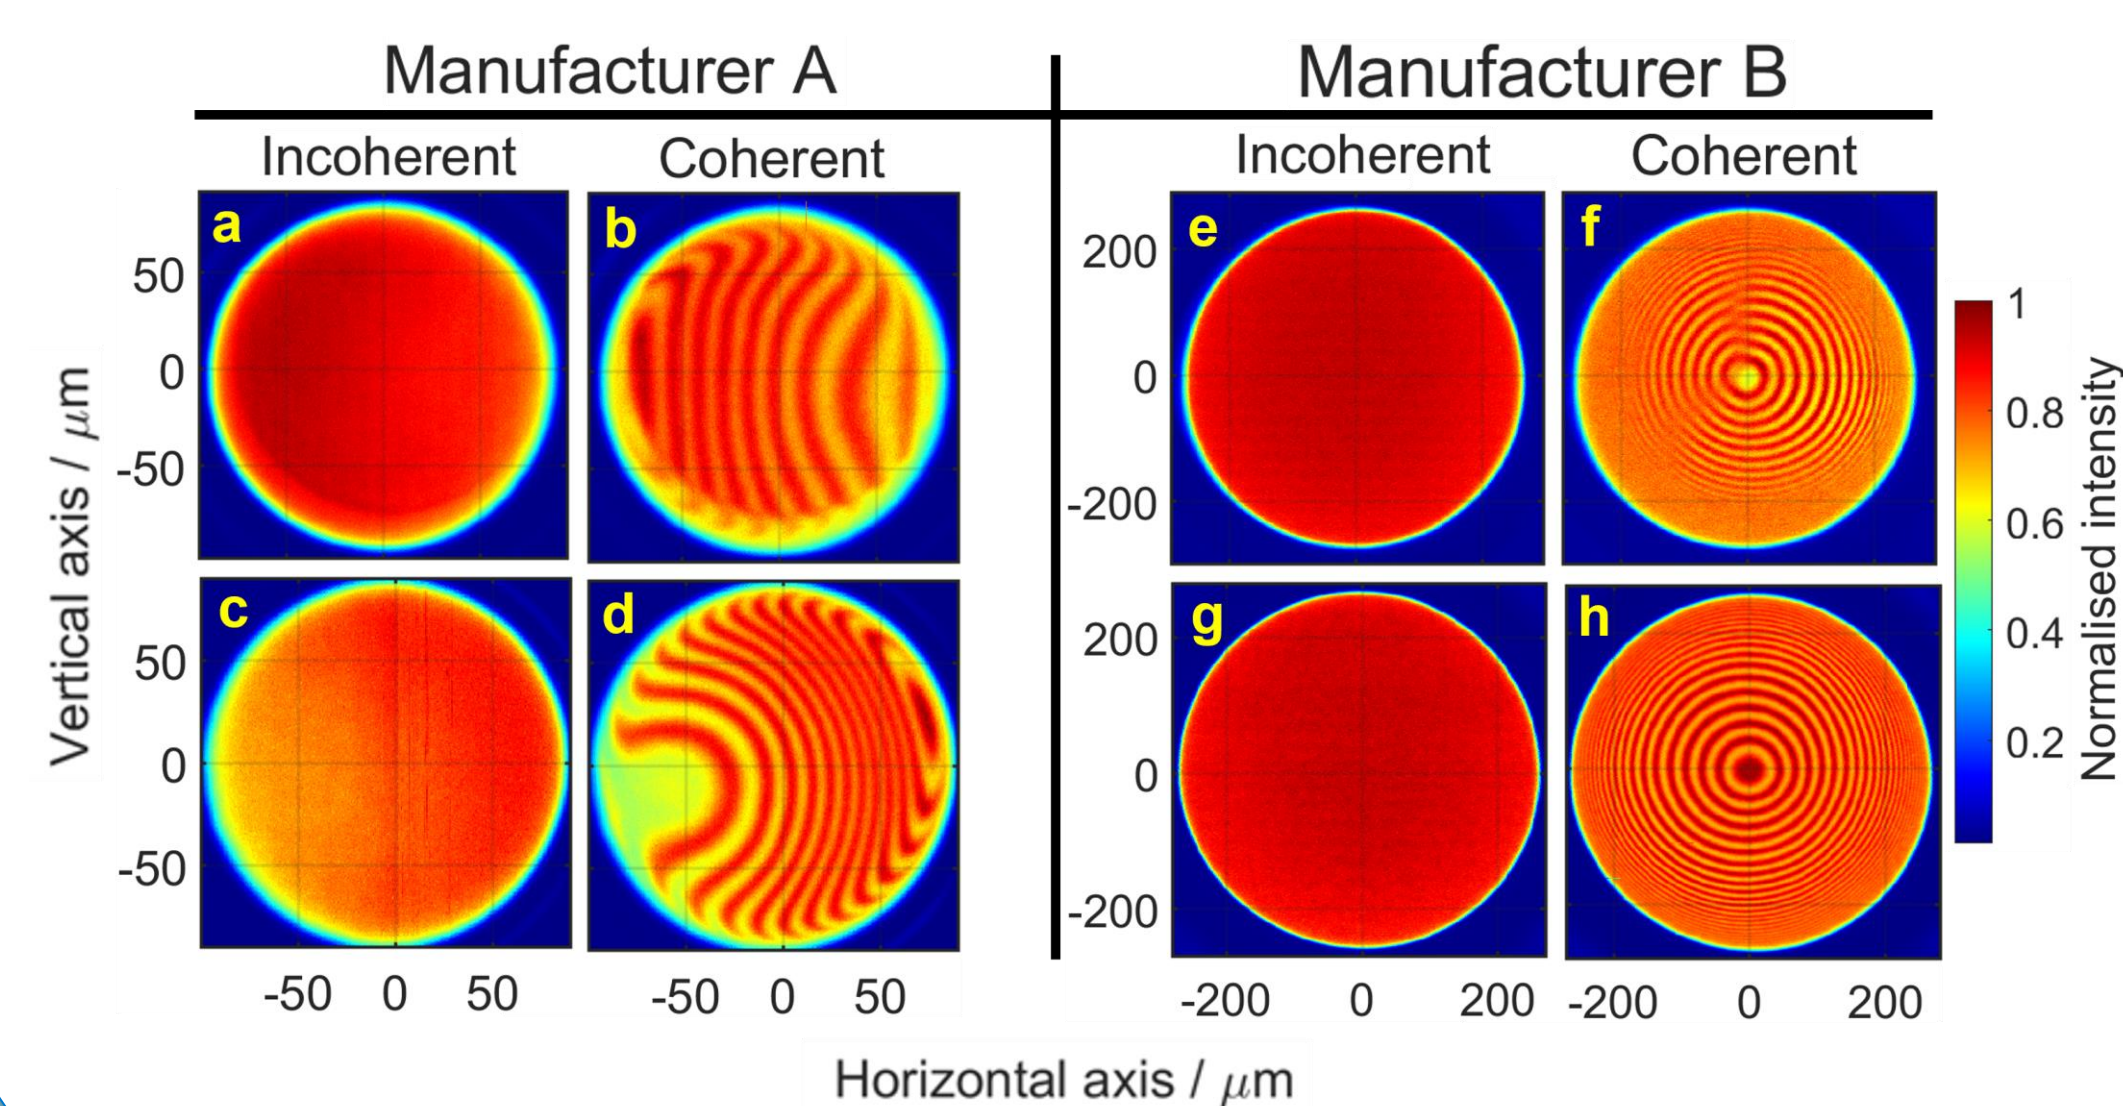 Manufacturer A
Manufacturer B
Incoherent
Coherent
Incoherent
Coherent
a
b
e
f
50
0
-50
200
0
-200
c
d
g
h
50
0
-50
200
0
-200
-50 0 50
-50 0 50
-200 0 200
-200 0 200
1
0.8
0.6
0.4
0.2
Normalised intensity
Vertical axis / μm
Horizontal axis / μm